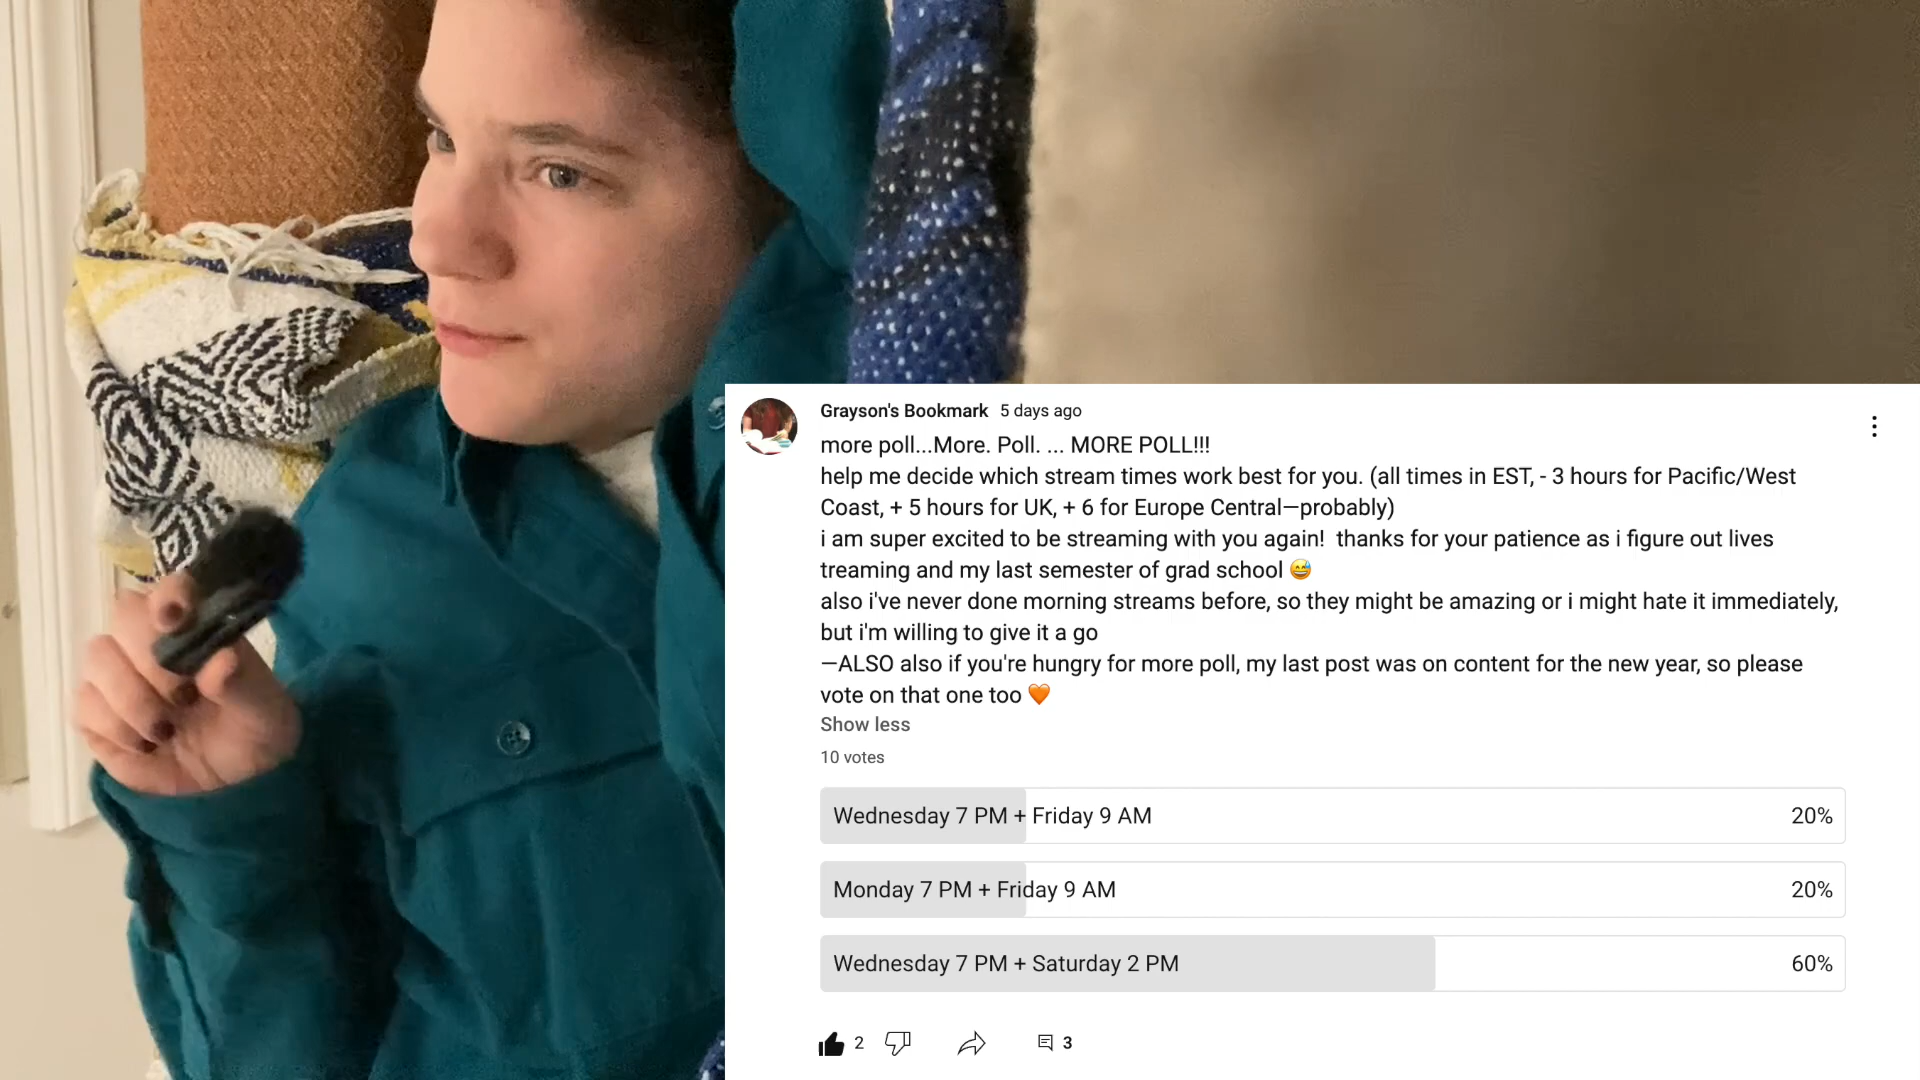 Grayson's Bookmark 5 days ago
more poll...More. Poll. ... MORE POLL!!!
help me decide which stream times work best for you. (all times in EST, - 3 hours for Pacific/West
Coast, + 5 hours for UK, + 6 for Europe Central—probably)
i am super excited to be streaming with you again!  thanks for your patience as i figure out lives
treaming and my last semester of grad school 😅
also i've never done morning streams before, so they might be amazing or i might hate it immediately,
but i'm willing to give it a go
—ALSO also if you're hungry for more poll, my last post was on content for the new year, so please
vote on that one too 🧡
Show less
10 votes
Wednesday 7 PM + Friday 9 AM 20%
Monday 7 PM + Friday 9 AM 20%
Wednesday 7 PM + Saturday 2 PM 60%
2 3